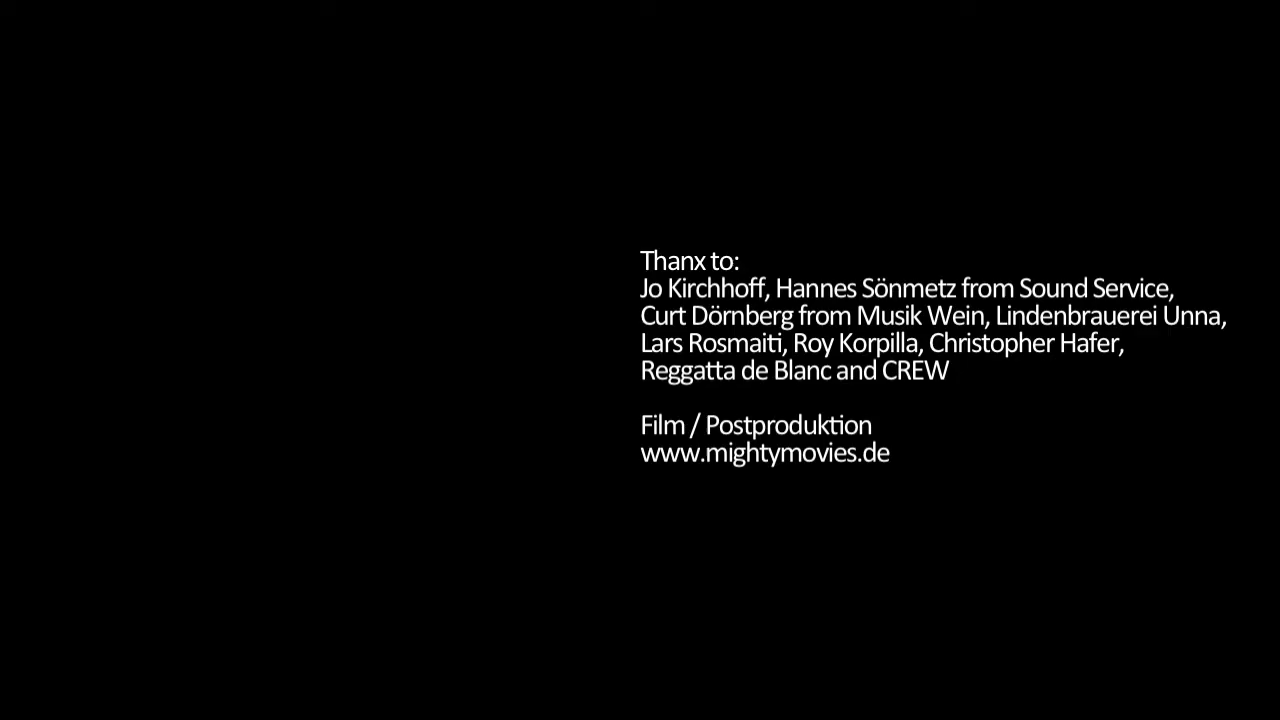 Thanx to:
Jo Kirchhoff, Hannes Sönmetz from Sound Service,
Curt Dörnberg from Musik Wein, Lindenbrauerei Unna,
Lars Rosmaiti, Roy Korpilla, Christopher Hafer,
Reggatta de Blanc and CREW
Film / Postproduktion
www.mightymovies.de